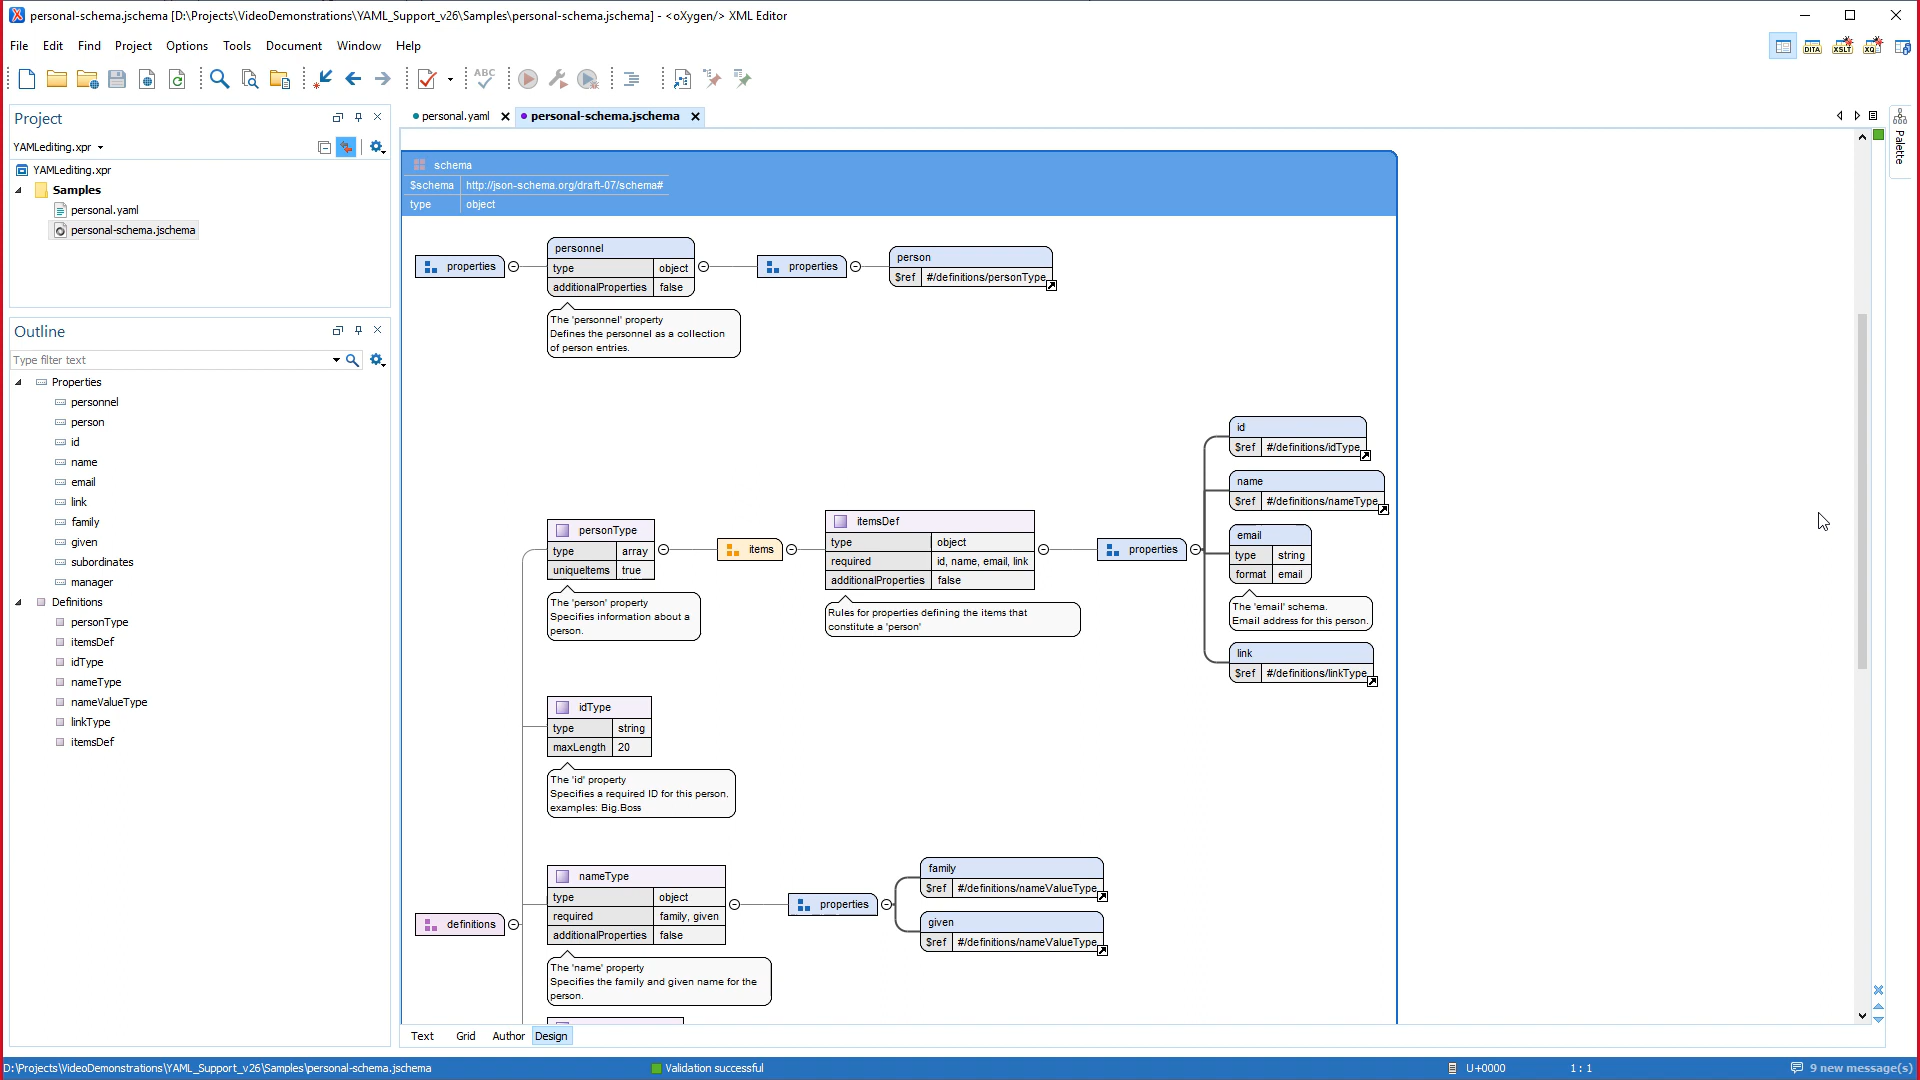 personal-schema.jschema [D:\Projects\VideoDemonstrations\YAML_Support_v26\Samples\personal-schema.jschema] - <oXygen/> XML Editor
File Edit Find Project Options Tools Document Window Help
DITA XSLT XQ
ABC
Project
YAMLediting.xpr
YAMLediting.xpr
Samples
personal.yaml
personal-schema.jschema
Outline
Type filter text
Properties
personnel
person
id
name
email
link
family
given
subordinates
manager
Definitions
personType
itemsDef
idType
nameType
nameValueType
linkType
itemsDef
personal.yaml personal-schema.jschema
Palette
schema
$schema http://json-schema.org/draft-07/schema#
type object
properties
personnel
type object
additionalProperties false
The 'personnel' property
Defines the personnel as a collection
of person entries.
properties
person
$ref #/definitions/personType
definitions
personType
type array
uniqueItems true
The 'person' property
Specifies information about a
person.
items
itemsDef
type object
required id, name, email, link
additionalProperties false
Rules for properties defining the items that
constitute a 'person'
properties
id
$ref #/definitions/idType
name
$ref #/definitions/nameType
email
type string
format email
The 'email' schema.
Email address for this person.
link
$ref #/definitions/linkType
idType
type string
maxLength 20
The 'id' property
Specifies a required ID for this person.
examples: Big.Boss
nameType
type object
required family, given
additionalProperties false
The 'name' property
Specifies the family and given name for the
person.
properties
family
$ref #/definitions/nameValueType
given
$ref #/definitions/nameValueType
Text Grid Author Design
D:\Projects\VideoDemonstrations\YAML_Support_v26\Samples\personal-schema.jschema Validation successful U+0000 1 : 1 9 new message(s)